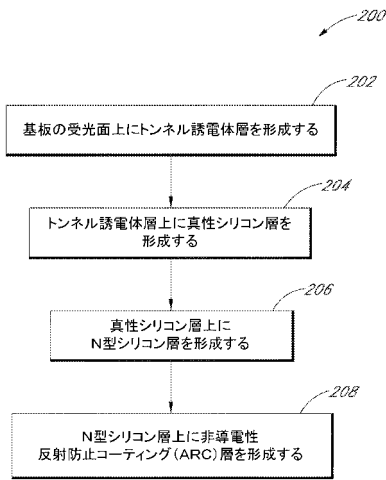 200
202
基板の受光面上にトンネル誘電体層を形成する
204
トンネル誘電体層上に真性シリコン層を
形成する
206
真性シリコン層上に
N型シリコン層を形成する
208
N型シリコン層上に非導電性
反射防止コーティング(ARC)層を形成する